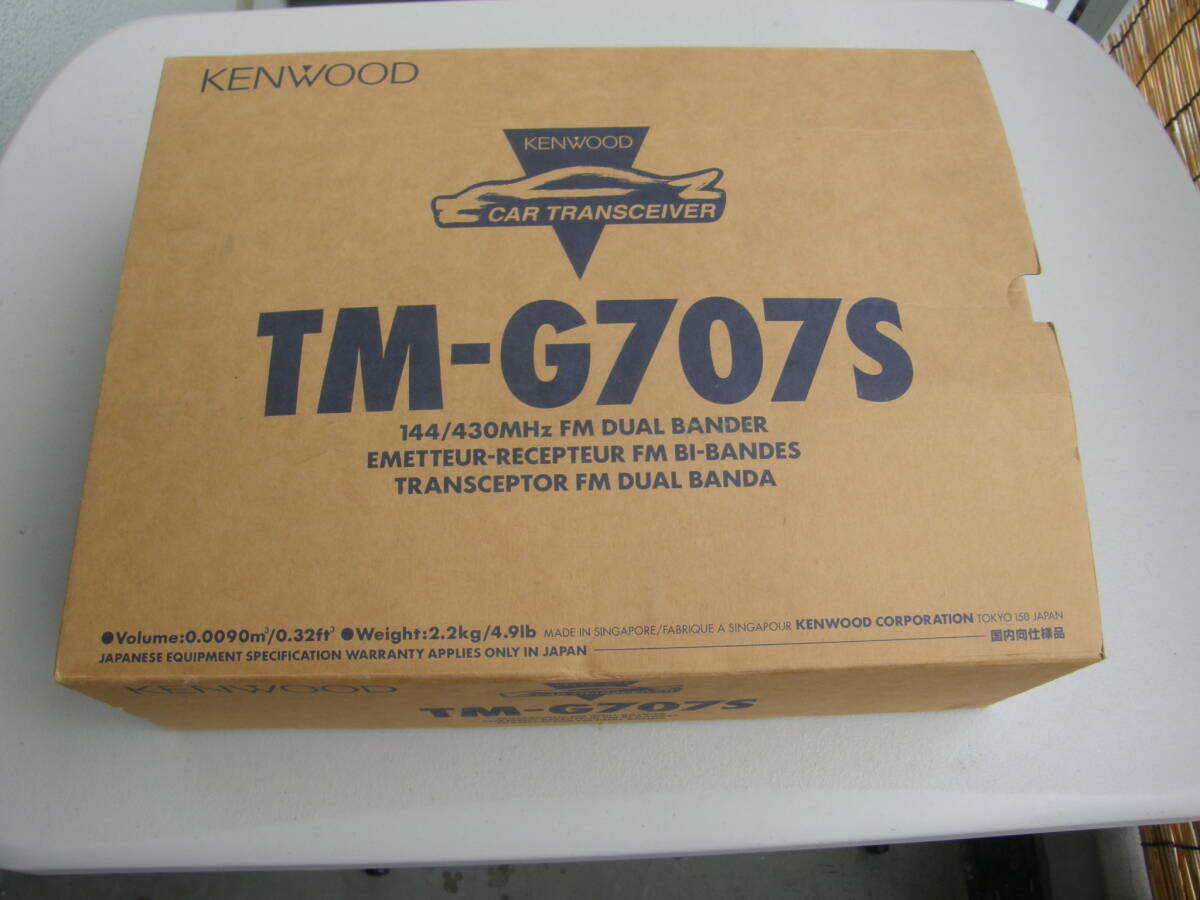 KENWOOD
KENWOOD
CAR TRANSCEIVER
TM-G707S
144/430MHz FM DUAL BANDER
EMETTEUR-RECEPTEUR FM BI-BANDES
TRANSCEPTOR FM DUAL BANDA
●Volume:0.0090m³/0.32ft³ ●Weight:2.2kg/4.9lb MADE IN SINGAPORE/FABRIQUE A SINGAPOUR KENWOOD CORPORATION TOKYO 150 JAPAN
JAPANESE EQUIPMENT SPECIFICATION WARRANTY APPLIES ONLY IN JAPAN 国内向仕様品
KENWOOD
CAR TRANSCEIVER
TM-G707S